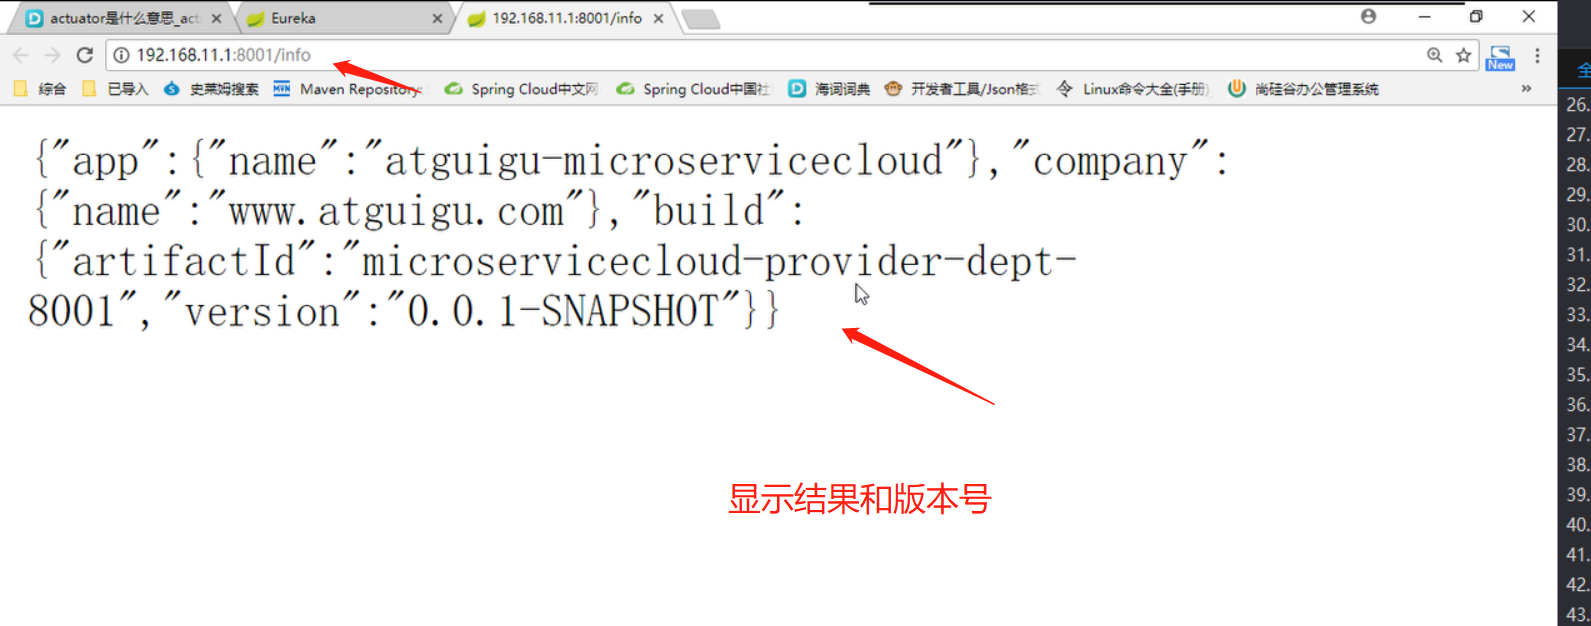 actuator是什么意思_act
Eureka
192.168.11.1:8001/info
192.168.11.1:8001/info
New
综合
已导入
史莱姆搜索
Maven Repository
Spring Cloud中文网
Spring Cloud中国社
海词词典
开发者工具/Json格式
Linux命令大全(手册)
尚硅谷办公管理系统
»
{"app":{"name":"atguigu-microservicecloud"},"company":
{"name":"www.atguigu.com"},"build":
{"artifactId":"microservicecloud-provider-dept-
8001","version":"0.0.1-SNAPSHOT"}}
显示结果和版本号
26.
27.
28.
29.
30.
31.
32.
33.
34.
35.
36.
37.
38.
39.
40.
41.
42.
43.